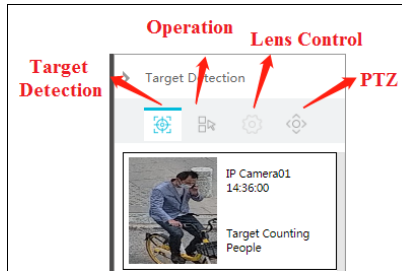 Operation
Lens Control
Target
Detection
PTZ
Target Detection
IP Camera01
14:36:00
Target Counting
People